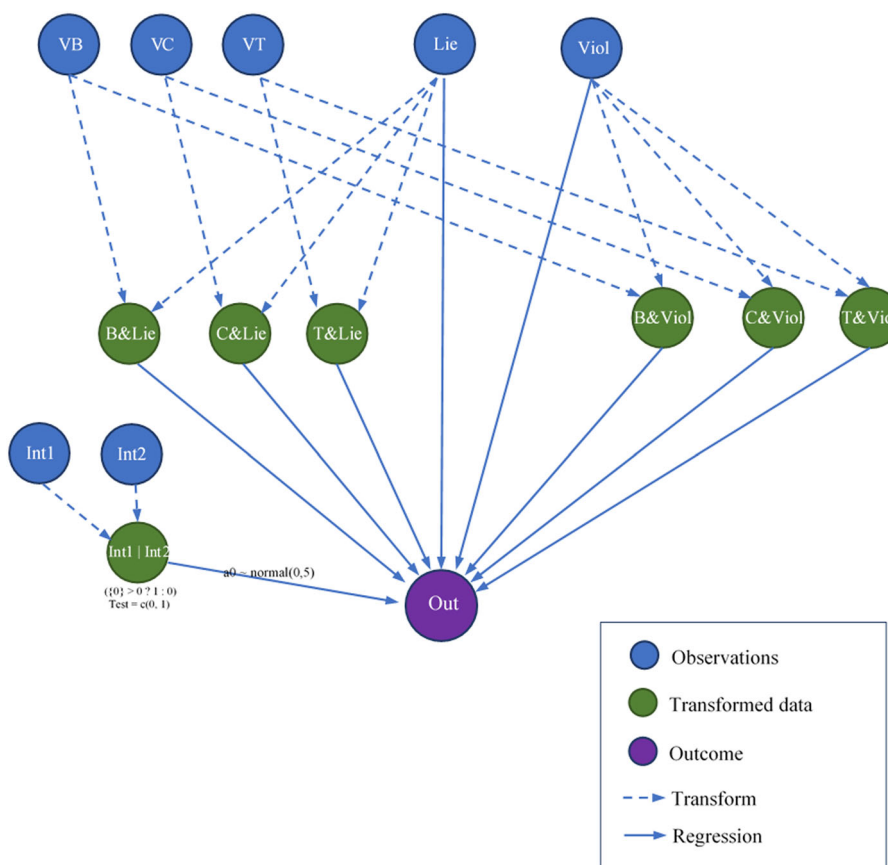 VB
VC
VT
Lie
Viol
B&Lie
C&Lie
T&Lie
B&Viol
C&Viol
T&Viol
Int1
Int2
Int1 | Int2
({0} > 0 ? 1 : 0)
Test = c(0, 1)
a0 ~ normal(0,5)
Out
Observations
Transformed data
Outcome
Transform
Regression